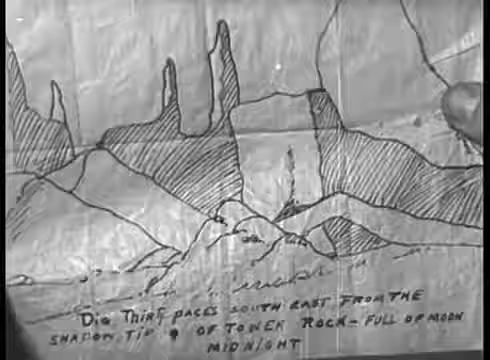 DIG THIRTY PACES SOUTH EAST FROM THE
SHADOW TIP OF TOWER ROCK - FULL OF MOON
MIDNIGHT